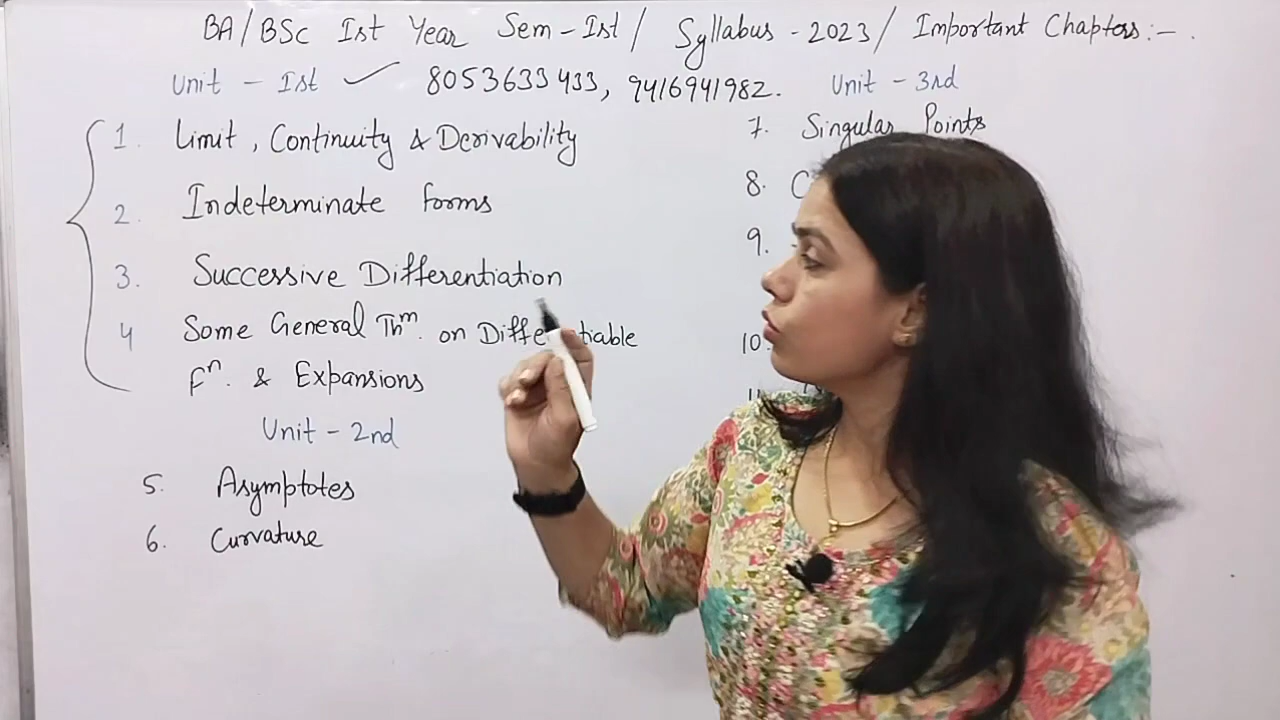 BA/BSc Ist Year Sem-Ist/ Syllabus - 2023/ Important Chapters:-
Unit - Ist 8053633433, 9416941982.
1. Limit, Continuity & Derivability
2. Indeterminate forms
3. Successive Differentiation
4 Some General Thm. on Differentiable
Fn. & Expansions
Unit - 2nd
5. Asymptotes
6. Curvature
Unit - 3rd
7. Singular Points
8. C
9.
10.